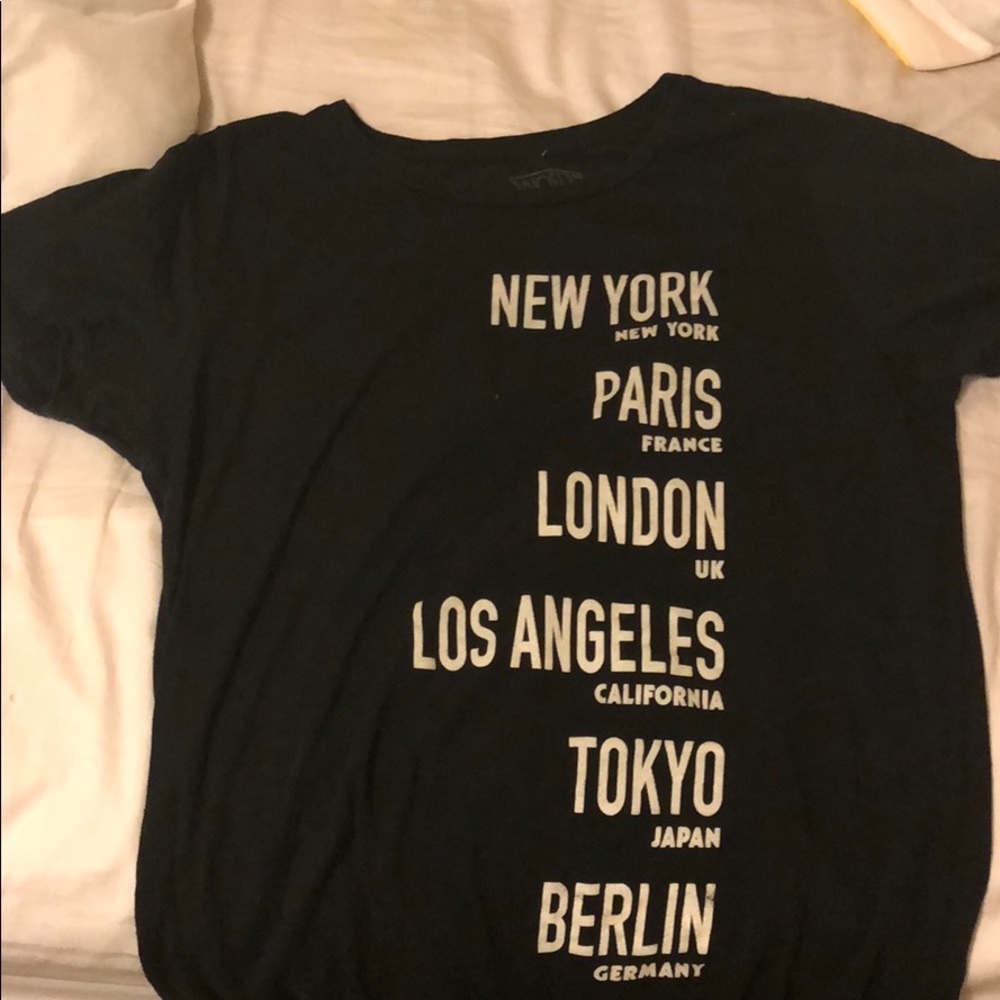 NEW YORK
NEW YORK
PARIS
FRANCE
LONDON
UK
LOS ANGELES
CALIFORNIA
TOKYO
JAPAN
BERLIN
GERMANY